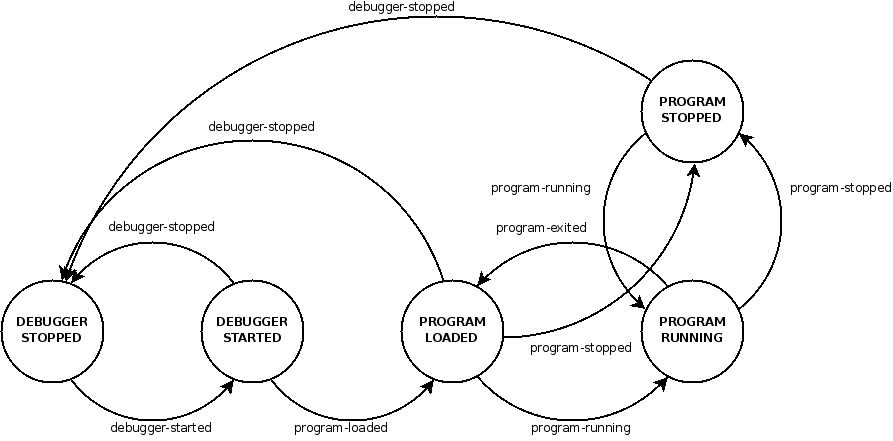 debugger-stopped
PROGRAM
STOPPED
debugger-stopped
program-running
program-stopped
debugger-stopped
program-exited
DEBUGGER
STOPPED
DEBUGGER
STARTED
PROGRAM
LOADED
PROGRAM
RUNNING
program-stopped
debugger-started
program-loaded
program-running